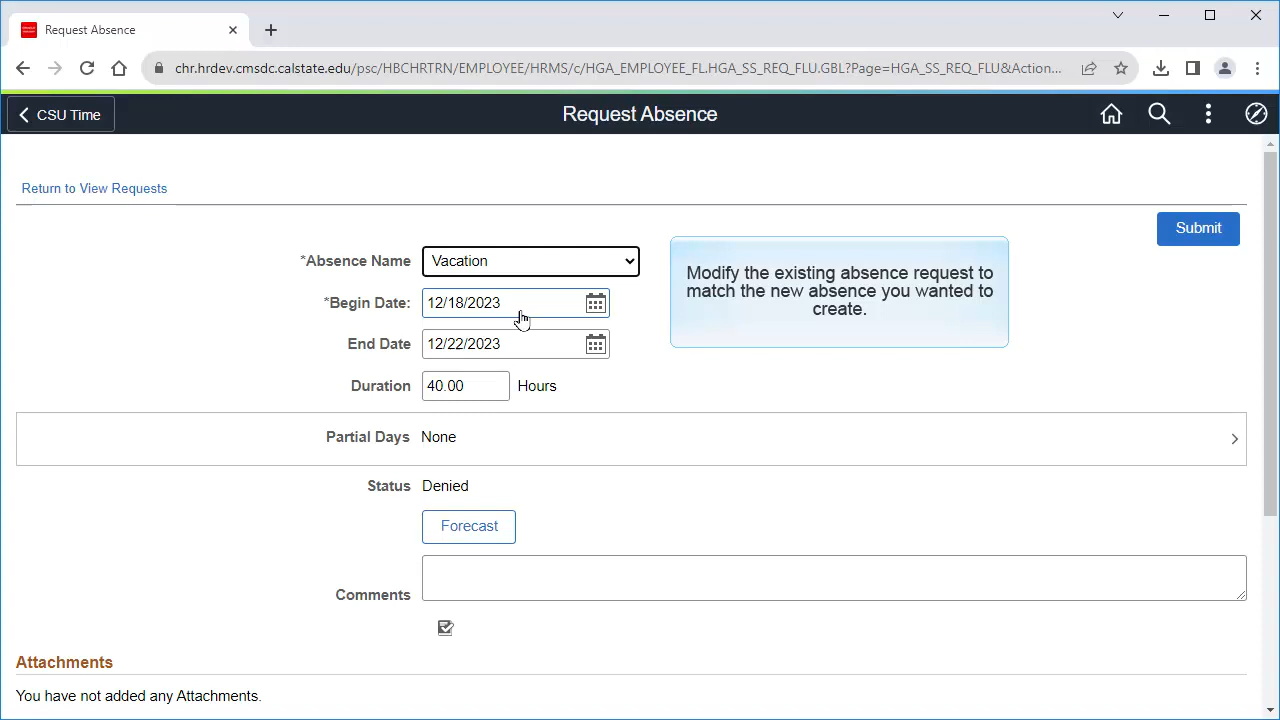 Request Absence
chr.hrdev.cmsdc.calstate.edu/psc/HBCHRTRN/EMPLOYEE/HRMS/c/HGA_EMPLOYEE_FL.HGA_SS_REQ_FLU.GBL?Page=HGA_SS_REQ_FLU&Action...
CSU Time
Request Absence
Return to View Requests
Submit
*Absence Name Vacation
Modify the existing absence request to
match the new absence you wanted to
create.
*Begin Date: 12/18/2023
End Date 12/22/2023
Duration 40.00 Hours
Partial Days None
Status Denied
Forecast
Comments
Attachments
You have not added any Attachments.